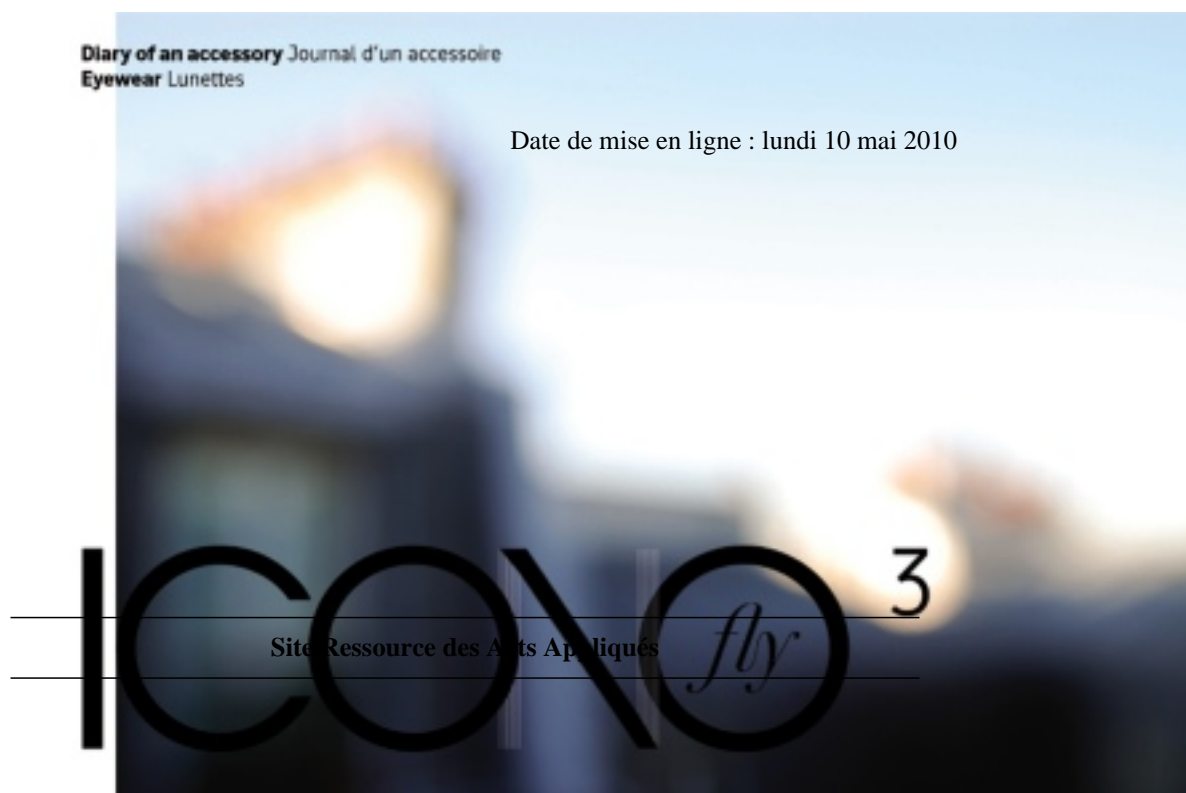 Diary of an accessory Journal d'un accessoire
Eyewear Lunettes
Date de mise en ligne : lundi 10 mai 2010
ICONO 3
fly
Site Ressource des Arts Appliqués